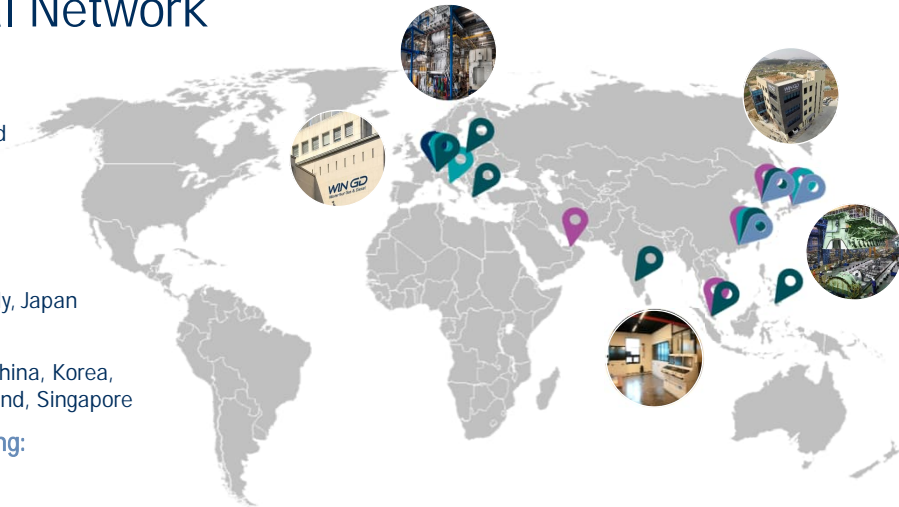 Network
d
y, Japan
hina, Korea,
nd, Singapore
ng:
WIN GD